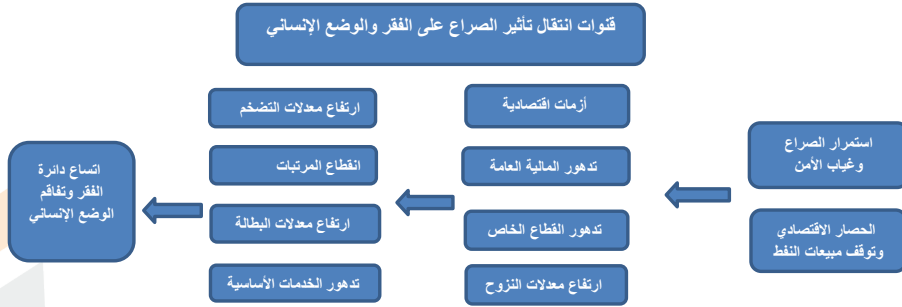 قنوات انتقال تأثير الصراع على الفقر والوضع الإنساني
استمرار الصراع
وغياب الأمن
الحصار الاقتصادي
وتوقف مبيعات النفط
أزمات اقتصادية
تدهور المالية العامة
تدهور القطاع الخاص
ارتفاع معدلات النزوح
ارتفاع معدلات التضخم
انقطاع المرتبات
ارتفاع معدلات البطالة
تدهور الخدمات الأساسية
اتساع دائرة
الفقر وتفاقم
الوضع الإنساني